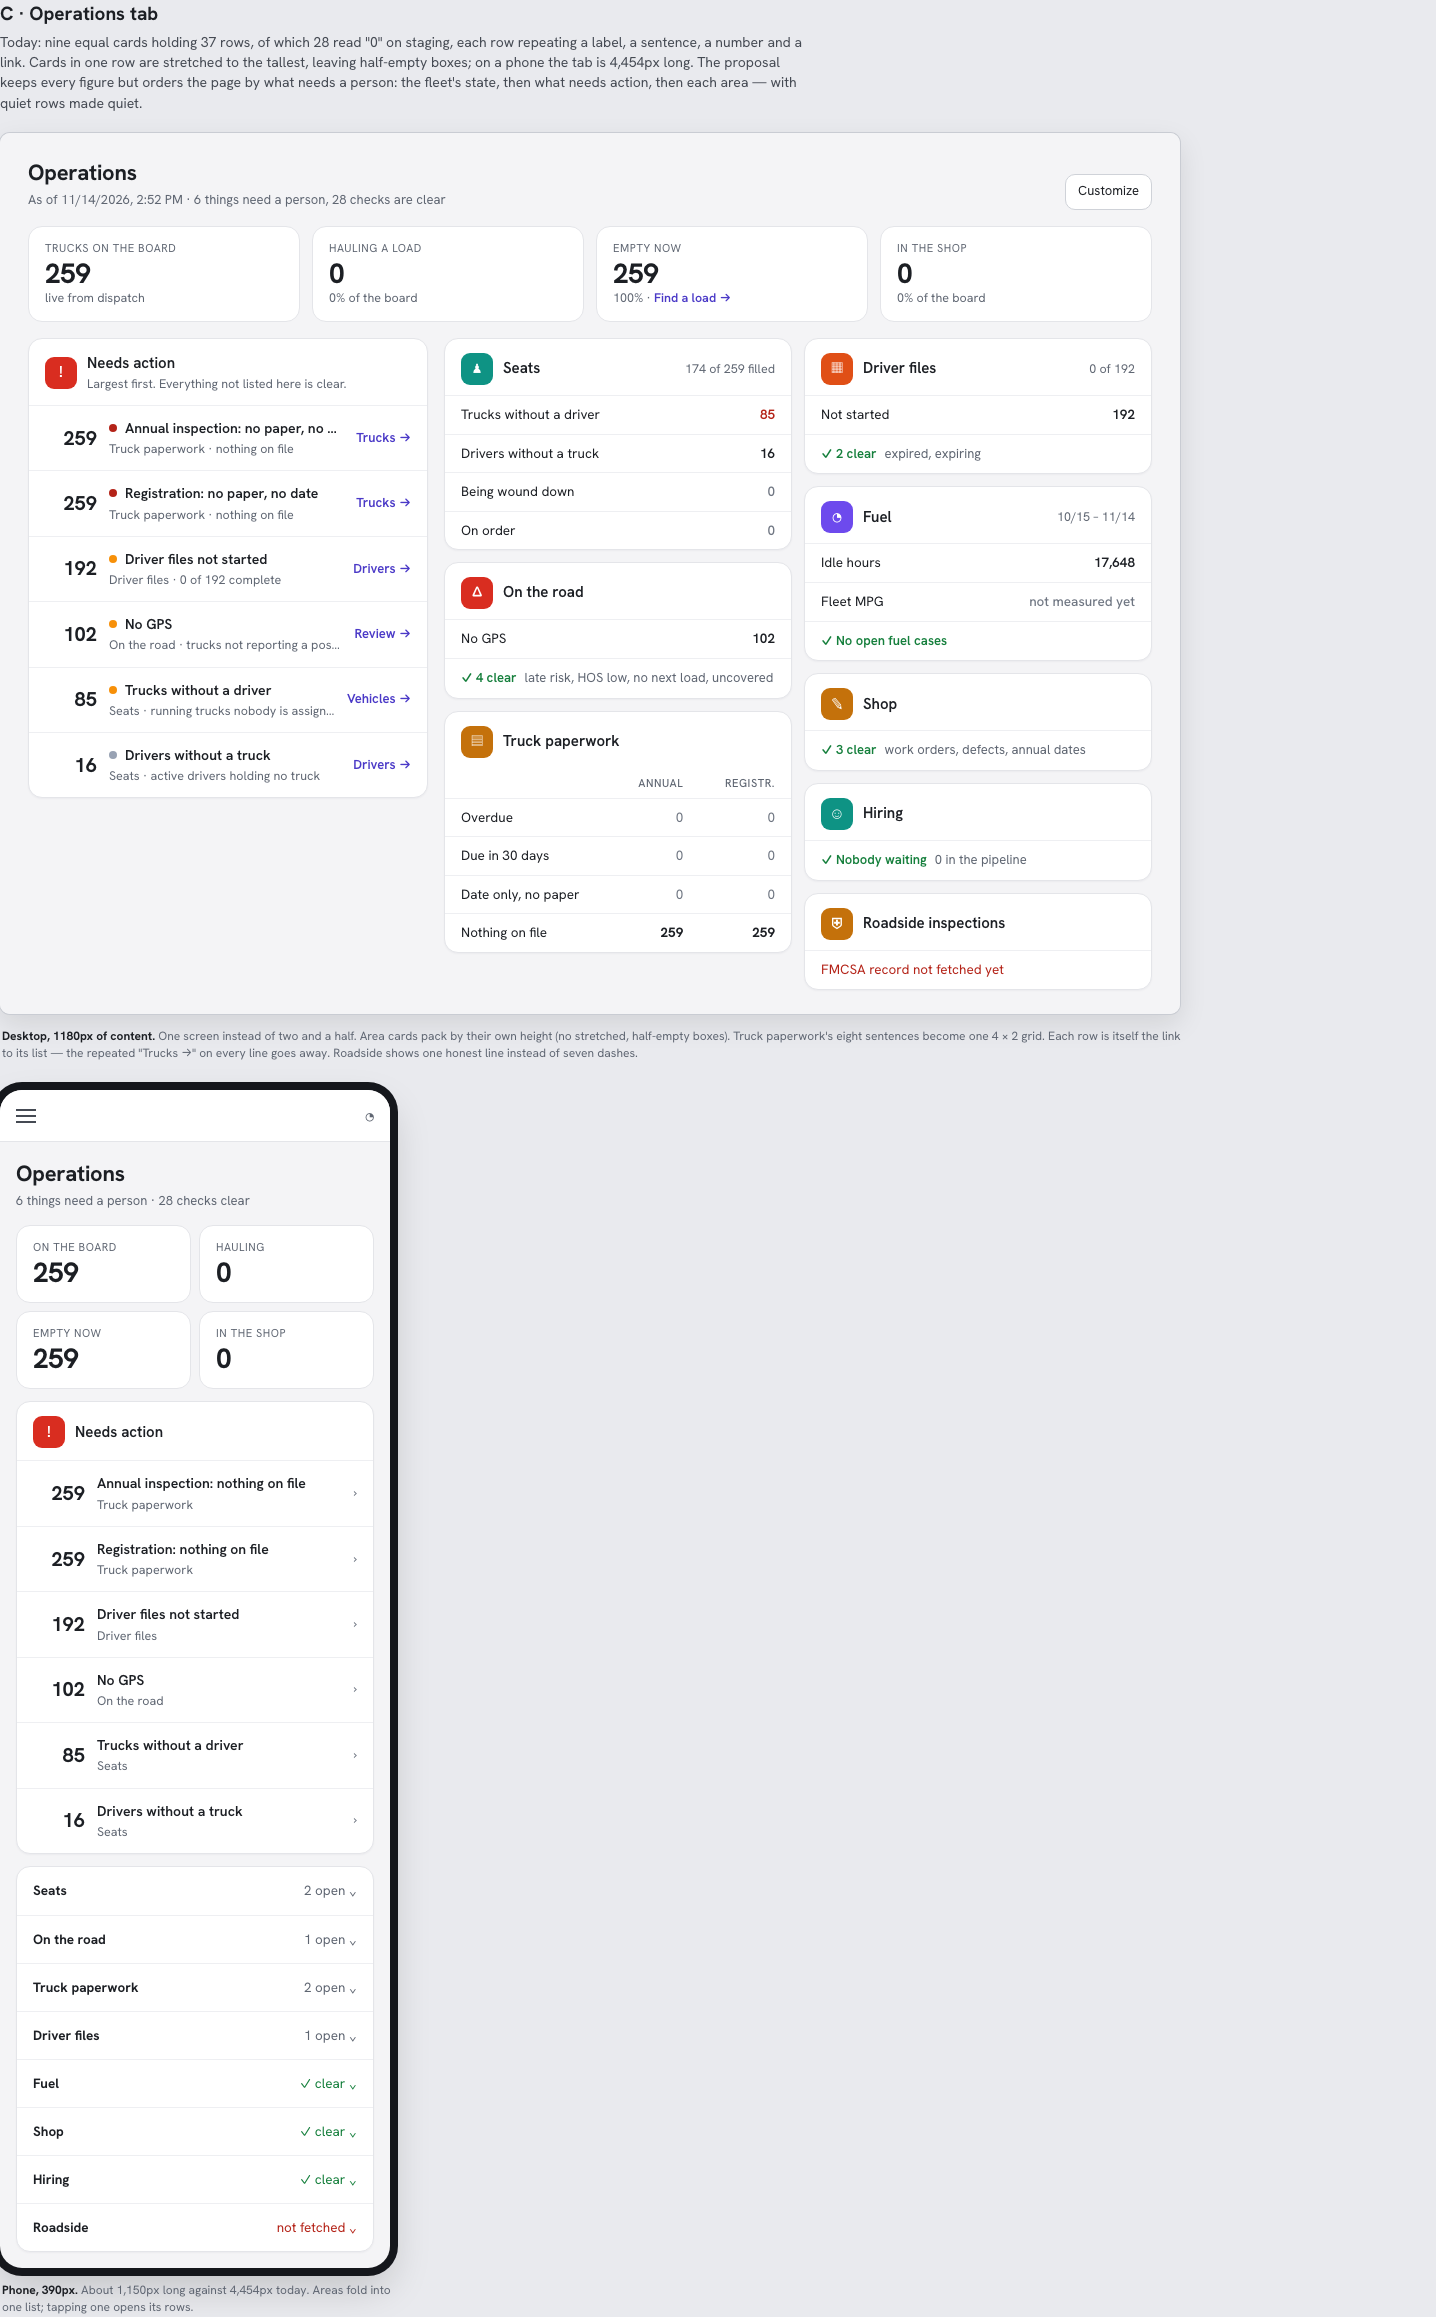 C · Operations tab
Today: nine equal cards holding 37 rows, of which 28 read "0" on staging, each row repeating a label, a sentence, a number and a
link. Cards in one row are stretched to the tallest, leaving half-empty boxes; on a phone the tab is 4,454px long. The proposal
keeps every figure but orders the page by what needs a person: the fleet's state, then what needs action, then each area — with
quiet rows made quiet.
Operations
As of 11/14/2026, 2:52 PM · 6 things need a person, 28 checks are clear
Customize
TRUCKS ON THE BOARD
259
live from dispatch
HAULING A LOAD
0
0% of the board
EMPTY NOW
259
100% · Find a load →
IN THE SHOP
0
0% of the board
! Needs action
Largest first. Everything not listed here is clear.
259 Annual inspection: no paper, no ... Trucks →
Truck paperwork · nothing on file
259 Registration: no paper, no date Trucks →
Truck paperwork · nothing on file
192 Driver files not started Drivers →
Driver files · 0 of 192 complete
102 No GPS Review →
On the road · trucks not reporting a pos...
85 Trucks without a driver Vehicles →
Seats · running trucks nobody is assign...
16 Drivers without a truck Drivers →
Seats · active drivers holding no truck
Seats 174 of 259 filled
Trucks without a driver 85
Drivers without a truck 16
Being wound down 0
On order 0
On the road
No GPS 102
✓ 4 clear late risk, HOS low, no next load, uncovered
Truck paperwork
ANNUAL REGISTR.
Overdue 0 0
Due in 30 days 0 0
Date only, no paper 0 0
Nothing on file 259 259
Driver files 0 of 192
Not started 192
✓ 2 clear expired, expiring
Fuel 10/15 – 11/14
Idle hours 17,648
Fleet MPG not measured yet
✓ No open fuel cases
Shop
✓ 3 clear work orders, defects, annual dates
Hiring
✓ Nobody waiting 0 in the pipeline
Roadside inspections
FMCSA record not fetched yet
Desktop, 1180px of content. One screen instead of two and a half. Area cards pack by their own height (no stretched, half-empty boxes). Truck paperwork's eight sentences become one 4 × 2 grid. Each row is itself the link
to its list — the repeated "Trucks →" on every line goes away. Roadside shows one honest line instead of seven dashes.
Operations
6 things need a person · 28 checks clear
ON THE BOARD
259
HAULING
0
EMPTY NOW
259
IN THE SHOP
0
! Needs action
259 Annual inspection: nothing on file ›
Truck paperwork
259 Registration: nothing on file ›
Truck paperwork
192 Driver files not started ›
Driver files
102 No GPS ›
On the road
85 Trucks without a driver ›
Seats
16 Drivers without a truck ›
Seats
Seats 2 open
On the road 1 open
Truck paperwork 2 open
Driver files 1 open
Fuel ✓ clear
Shop ✓ clear
Hiring ✓ clear
Roadside not fetched
Phone, 390px. About 1,150px long against 4,454px today. Areas fold into
one list; tapping one opens its rows.